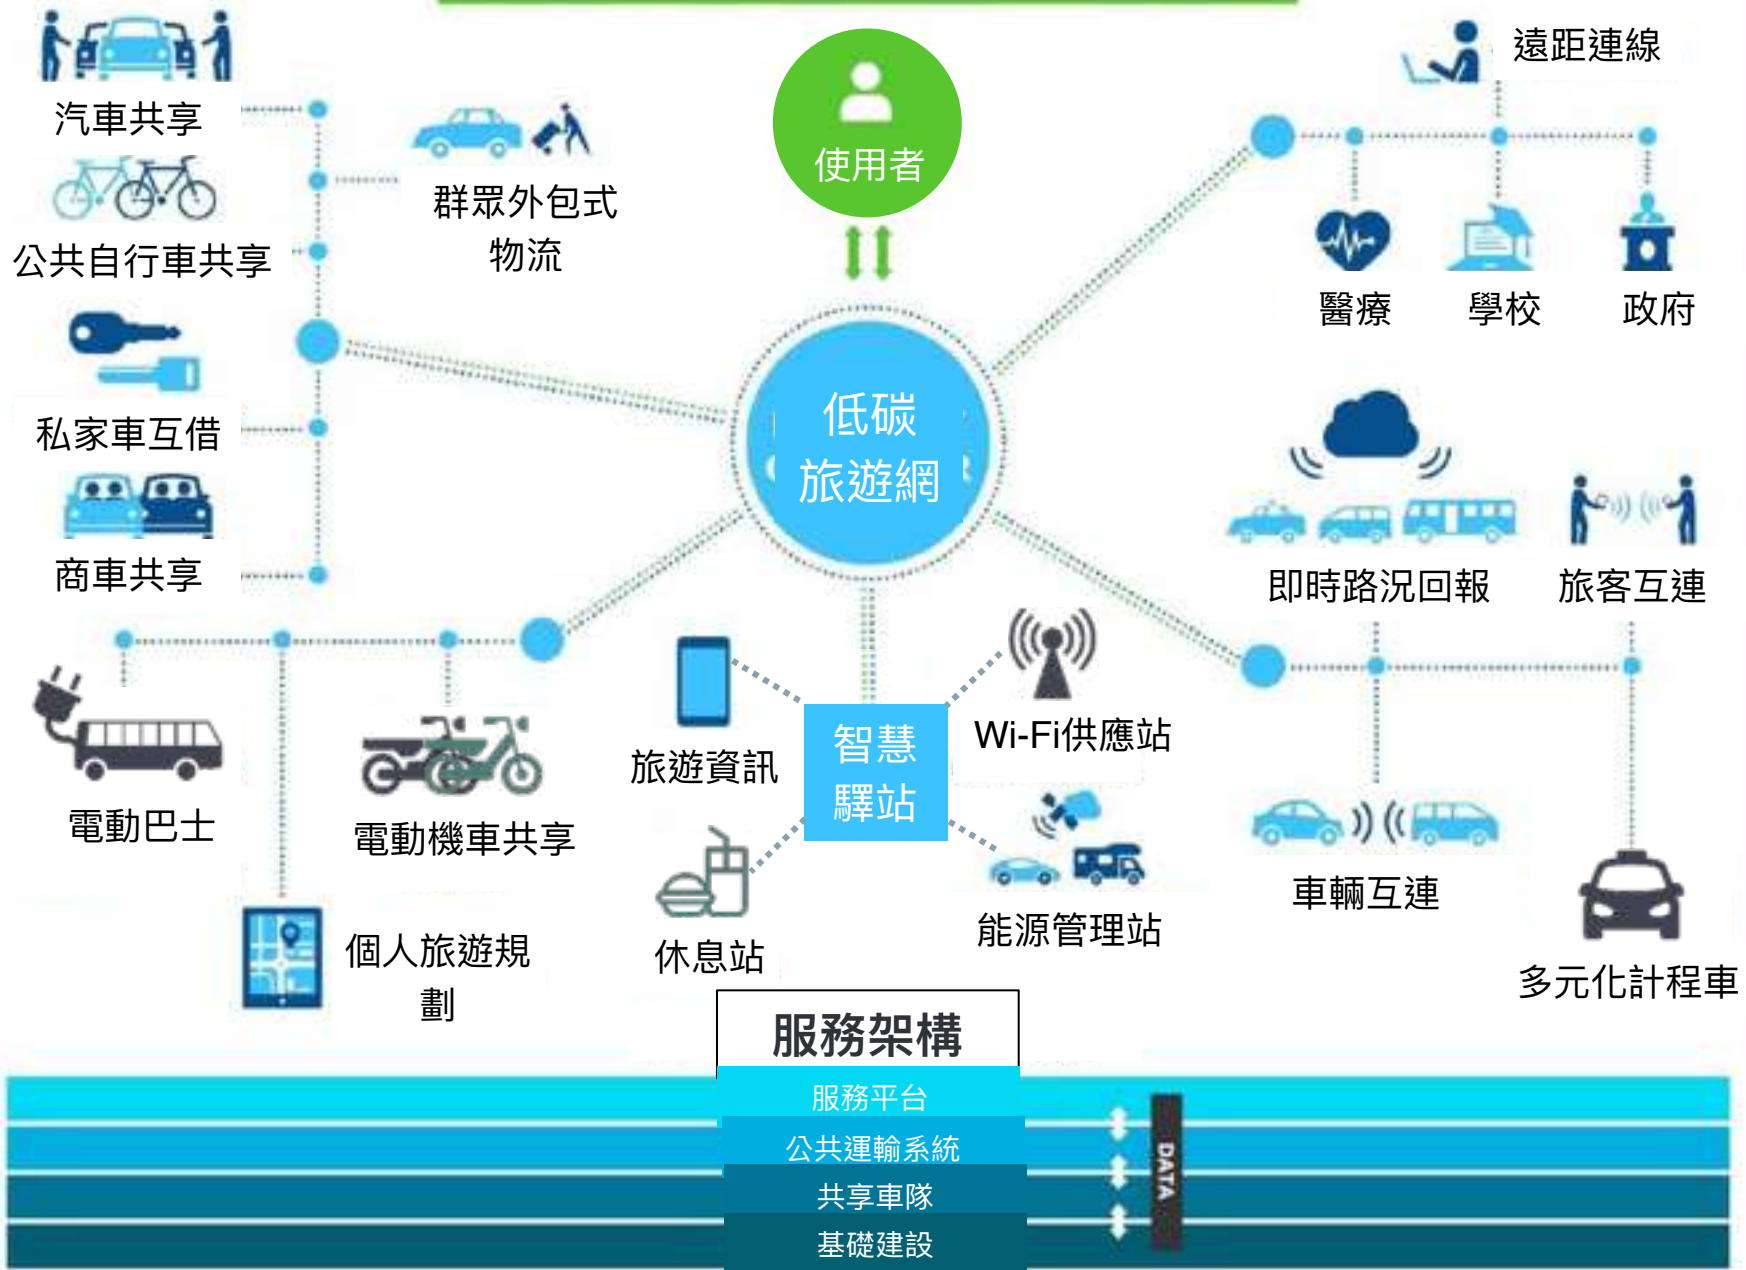 使用者
遠距連線
汽車共享
群眾外包式
物流
公共自行車共享
醫療
學校
政府
私家車互借
低碳
旅遊網
商車共享
即時路況回報
旅客互連
旅遊資訊
智慧
驛站
Wi-Fi供應站
電動巴士
電動機車共享
車輛互連
個人旅遊規
劃
休息站
能源管理站
多元化計程車
服務架構
服務平台
公共運輸系統
共享車隊
基礎建設
DATA